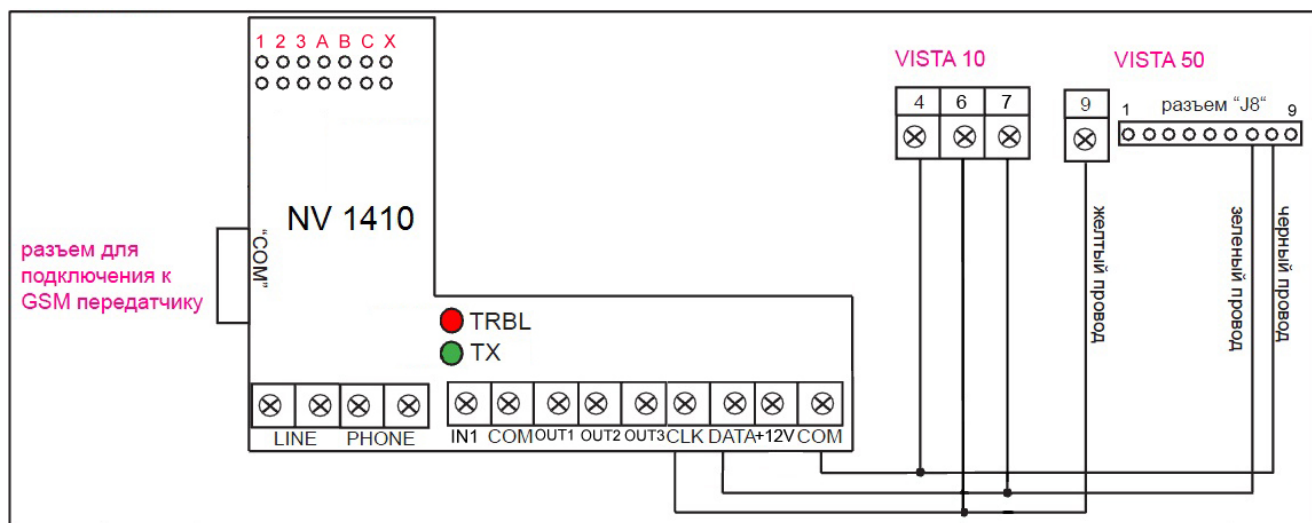 1 2 3 A B C X
NV 1410
"COM"
разъем для
подключения к
GSM передатчику
TRBL
TX
LINE PHONE
IN1 COM OUT1 OUT2 OUT3 CLK DATA +12V COM
VISTA 10
4 6 7
9
VISTA 50
1 разъем "J8" 9
желтый провод
зеленый провод
черный провод